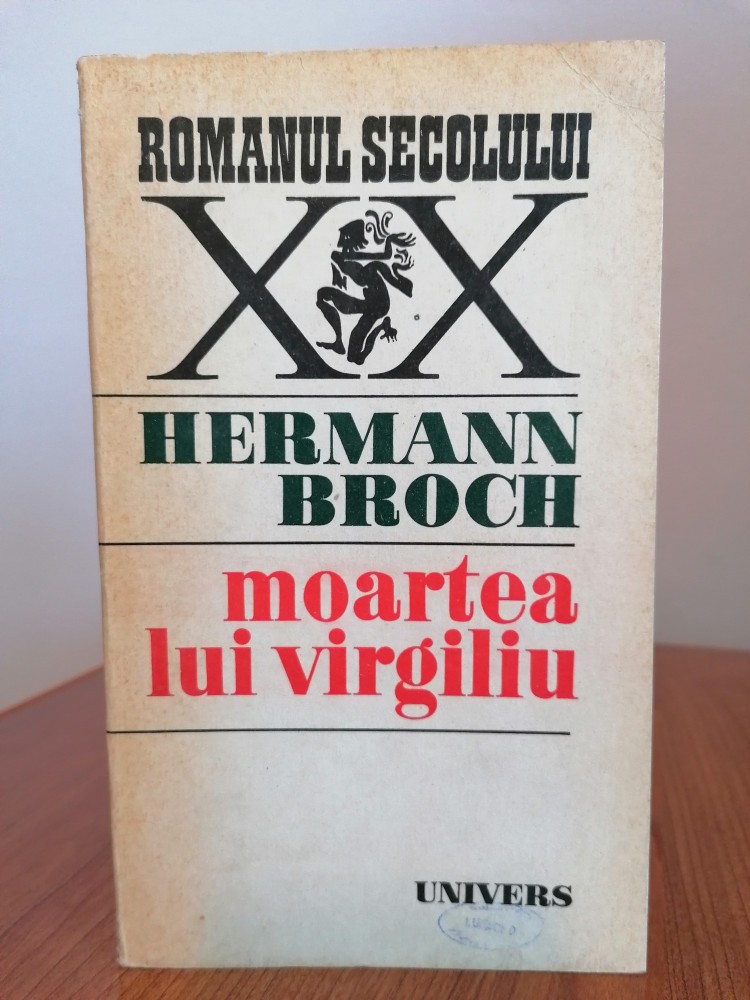 ROMANUL SECOLULUI
XX
HERMANN
BROCH
moartea
lui virgiliu
UNIVERS